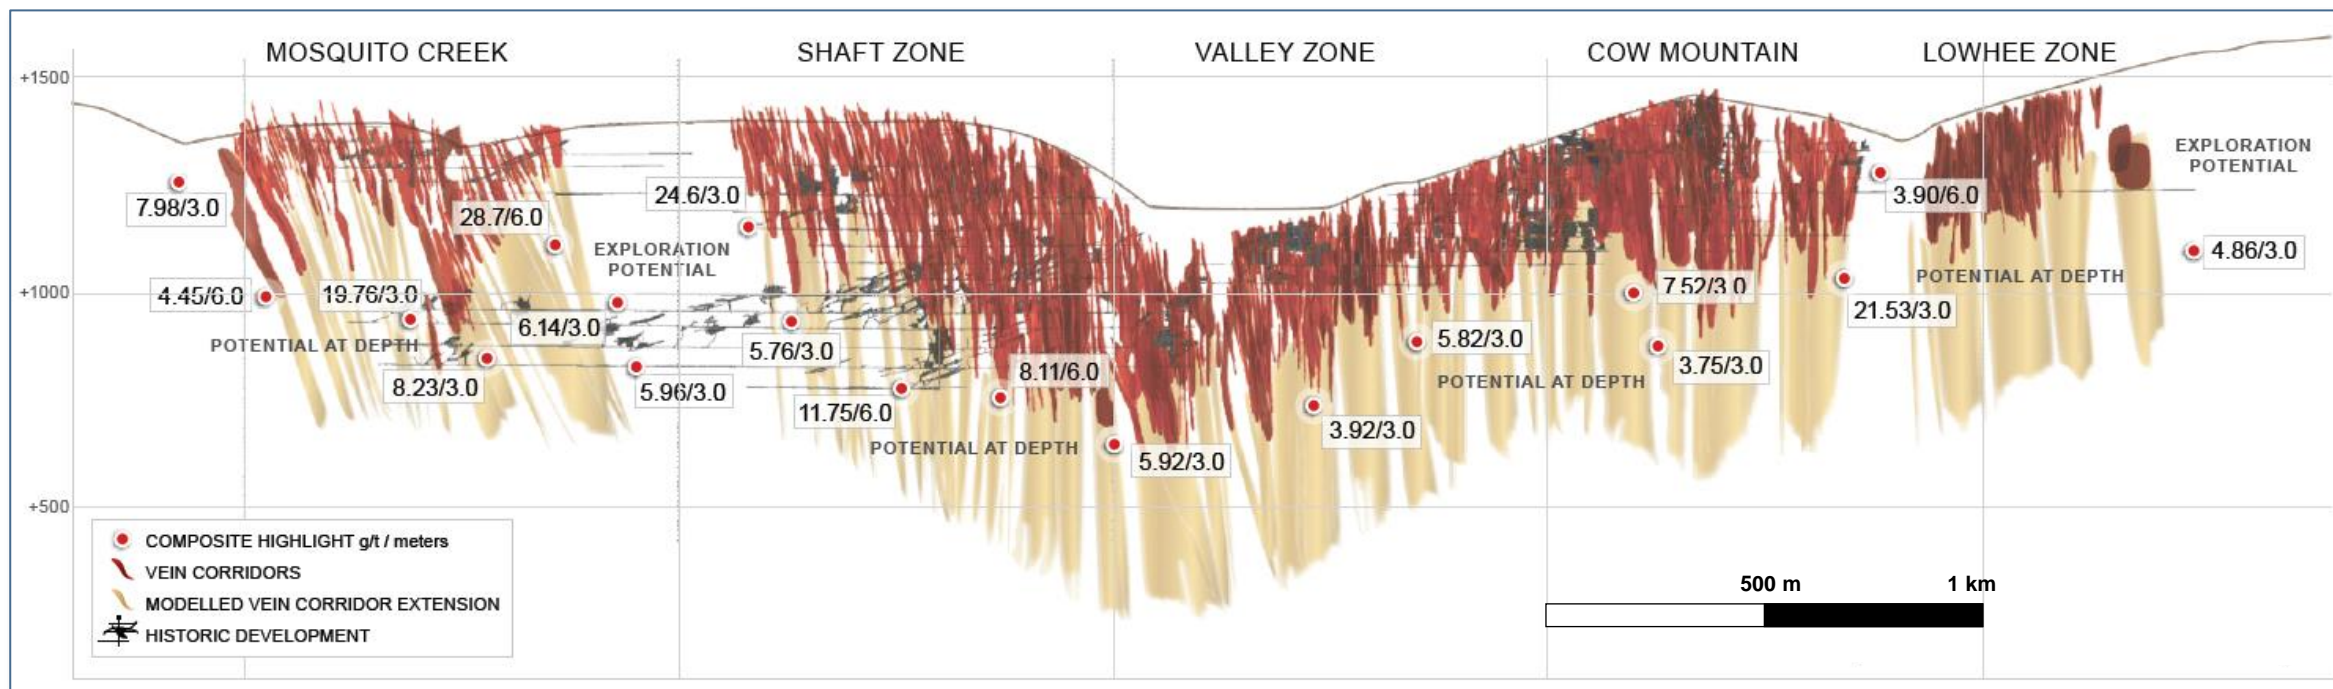 MOSQUITO CREEK
SHAFT ZONE
VALLEY ZONE
COW MOUNTAIN
LOWHEE ZONE
+1500
+1000
+500
7.98/3.0
4.45/6.0
19.76/3.0
28.7/6.0
POTENTIAL AT DEPTH
8.23/3.0
6.14/3.0
EXPLORATION
POTENTIAL
5.96/3.0
24.6/3.0
5.76/3.0
11.75/6.0
8.11/6.0
POTENTIAL AT DEPTH
5.92/3.0
3.92/3.0
5.82/3.0
POTENTIAL AT DEPTH
7.52/3.0
3.75/3.0
21.53/3.0
3.90/6.0
POTENTIAL AT DEPTH
EXPLORATION
POTENTIAL
4.86/3.0
COMPOSITE HIGHLIGHT g/t / meters
VEIN CORRIDORS
MODELLED VEIN CORRIDOR EXTENSION
HISTORIC DEVELOPMENT
500 m
1 km